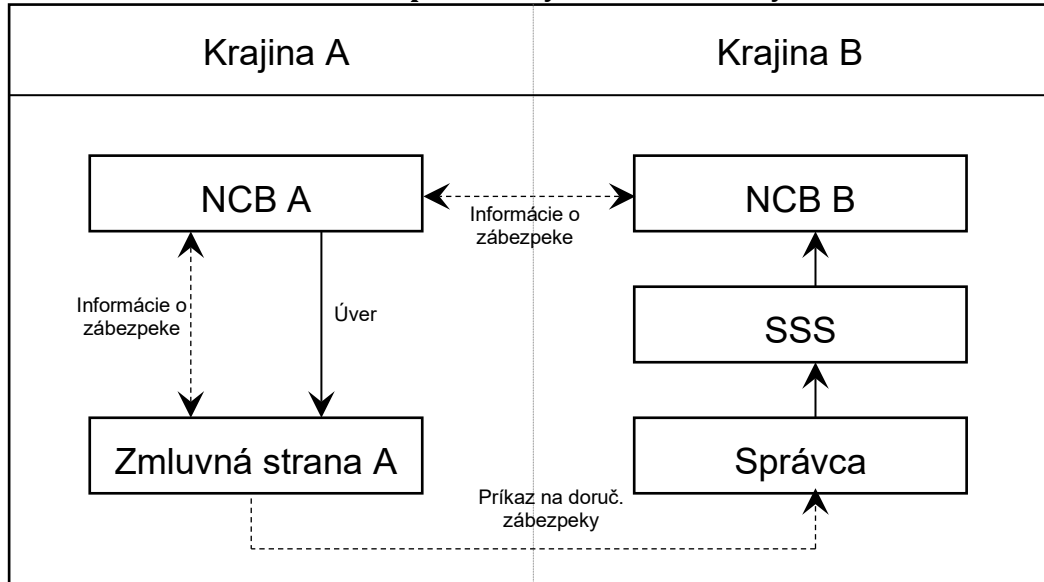 Krajina A
Krajina B
NCB A
NCB B
Informácie o
zábezpeke
Informácie o
zábezpeke
Úver
SSS
Zmluvná strana A
Správca
Príkaz na doruč.
zábezpeky